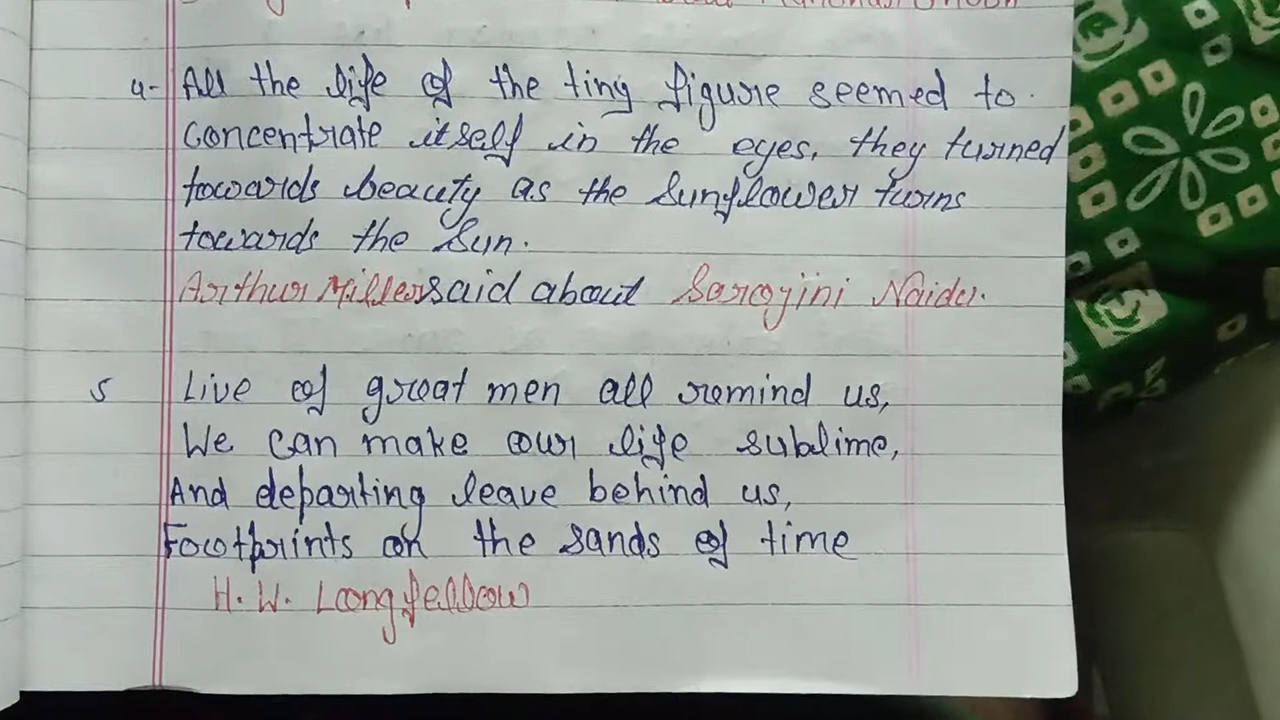 4- All the life of the tiny figure seemed to.
concentrate itself in the eyes, they turned
towards beauty as the Sunflower turns
towards the Sun.
Arthur Miller said about Sarojini Naidu.
5 Live of great men all remind us,
We can make our life sublime,
And departing leave behind us,
Footprints on the sands of time
H. W. Longfellow